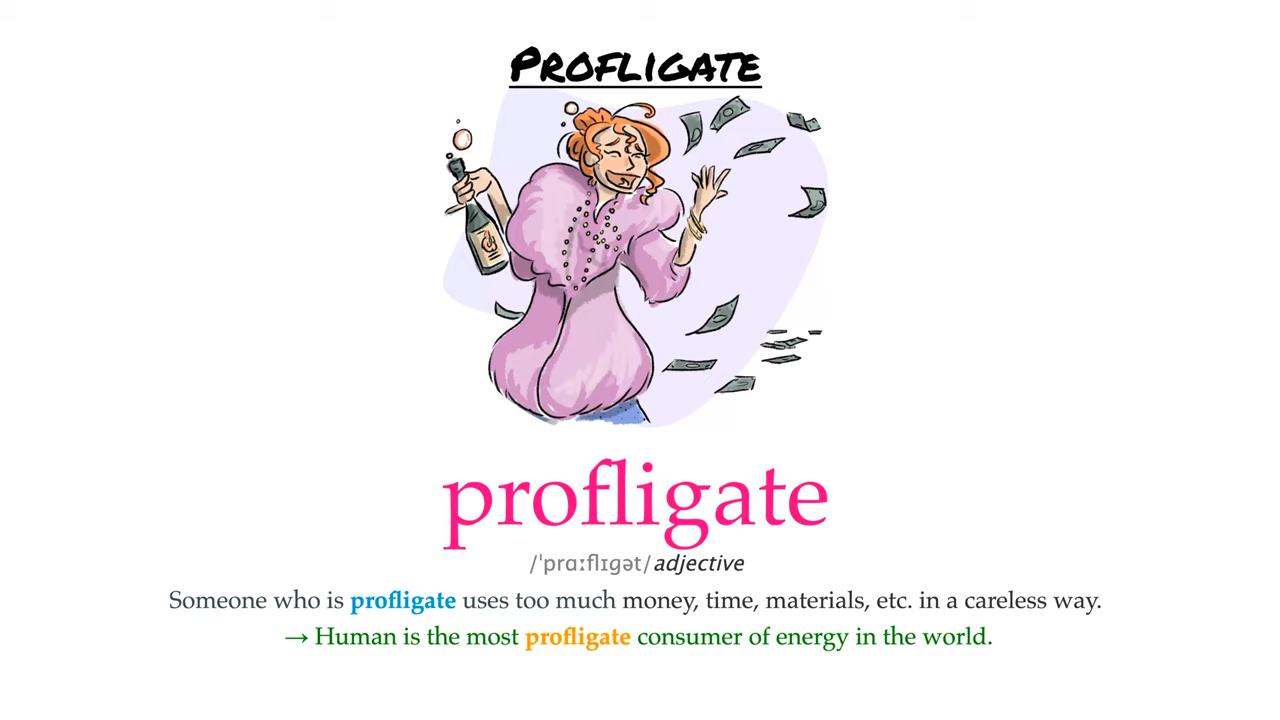 PROFLIGATE
profligate
/ˈprɑːflɪgət/ adjective
Someone who is profligate uses too much money, time, materials, etc. in a careless way.
→ Human is the most profligate consumer of energy in the world.